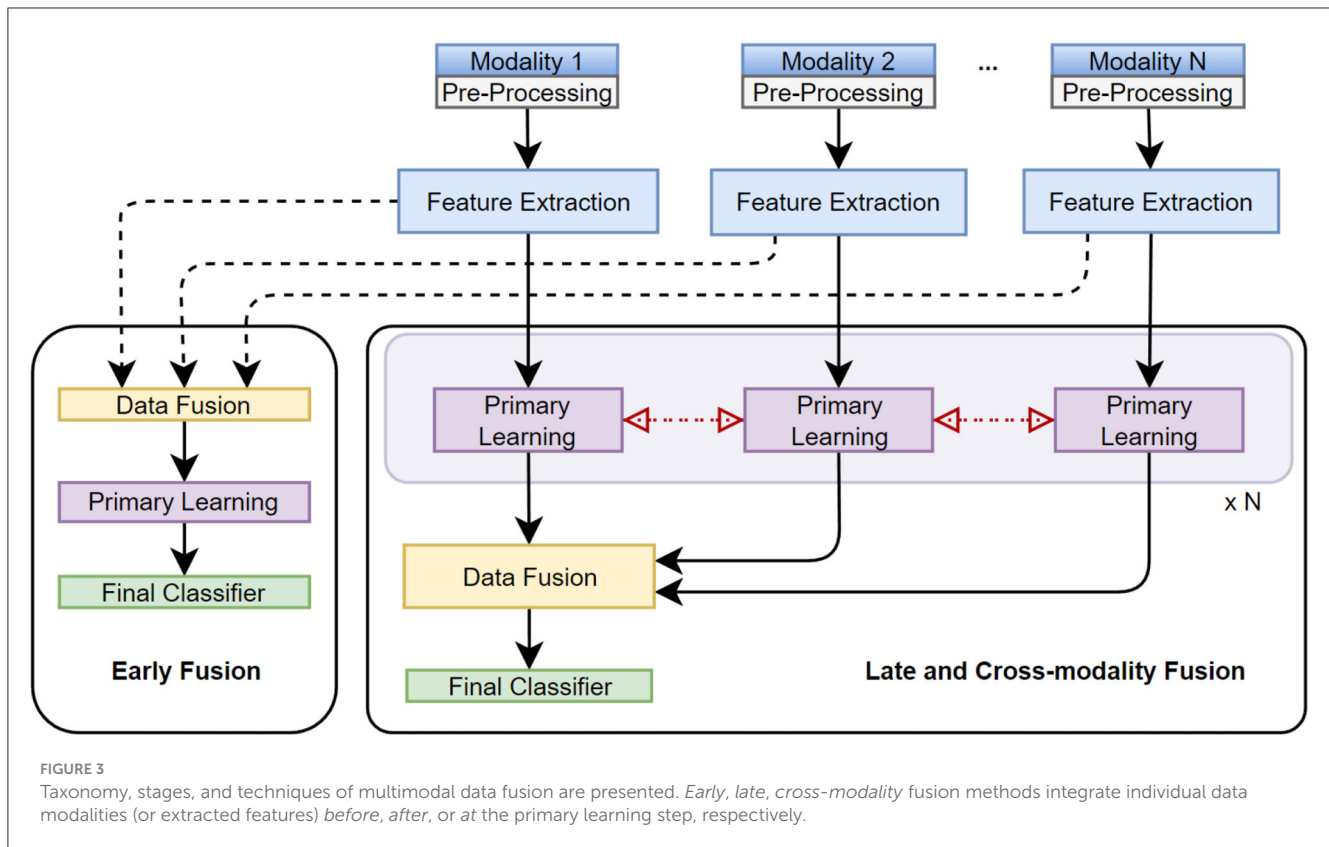 Modality 1
Modality 2
...
Modality N
Pre-Processing
Pre-Processing
Pre-Processing
Feature Extraction
Feature Extraction
Feature Extraction
Data Fusion
Primary Learning
Final Classifier
Early Fusion
Primary
Learning
Primary
Learning
Primary
Learning
x N
Data Fusion
Final Classifier
Late and Cross-modality Fusion
FIGURE 3
Taxonomy, stages, and techniques of multimodal data fusion are presented. Early, late, cross-modality fusion methods integrate individual data
modalities (or extracted features) before, after, or at the primary learning step, respectively.